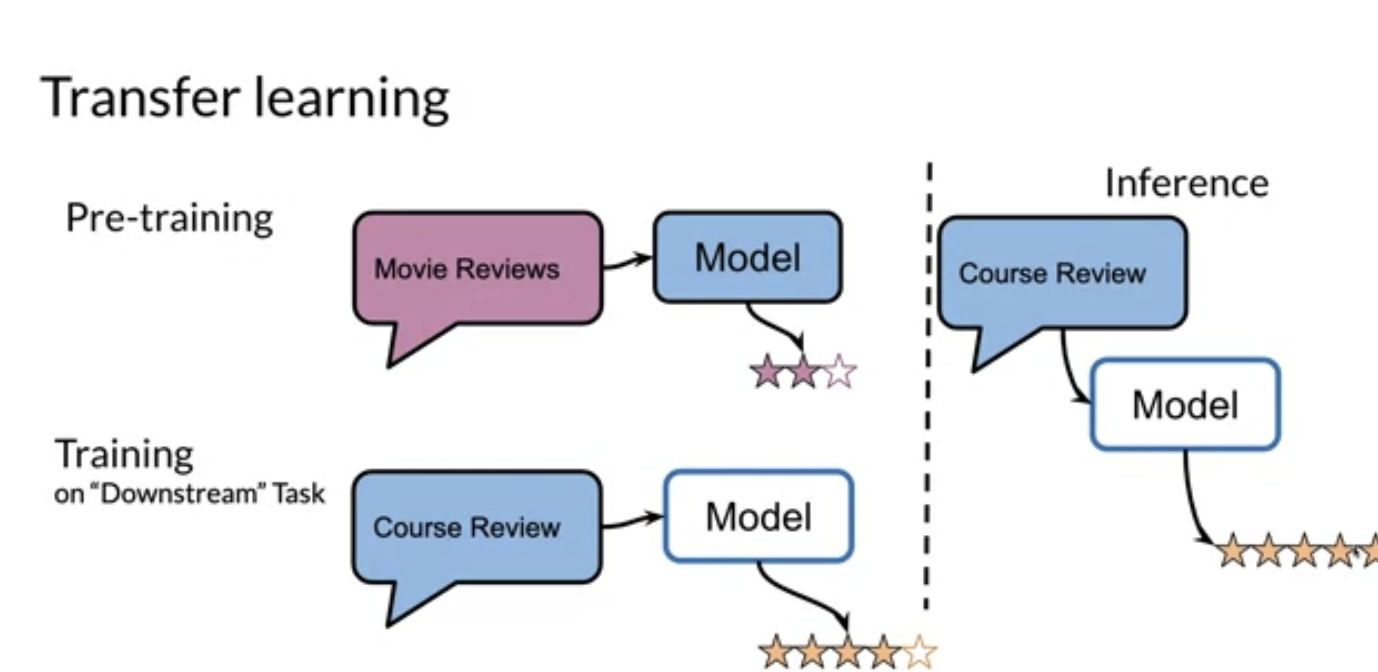 Transfer learning
Pre-training
Movie Reviews
Model
Training
on “Downstream” Task
Course Review
Model
Inference
Course Review
Model